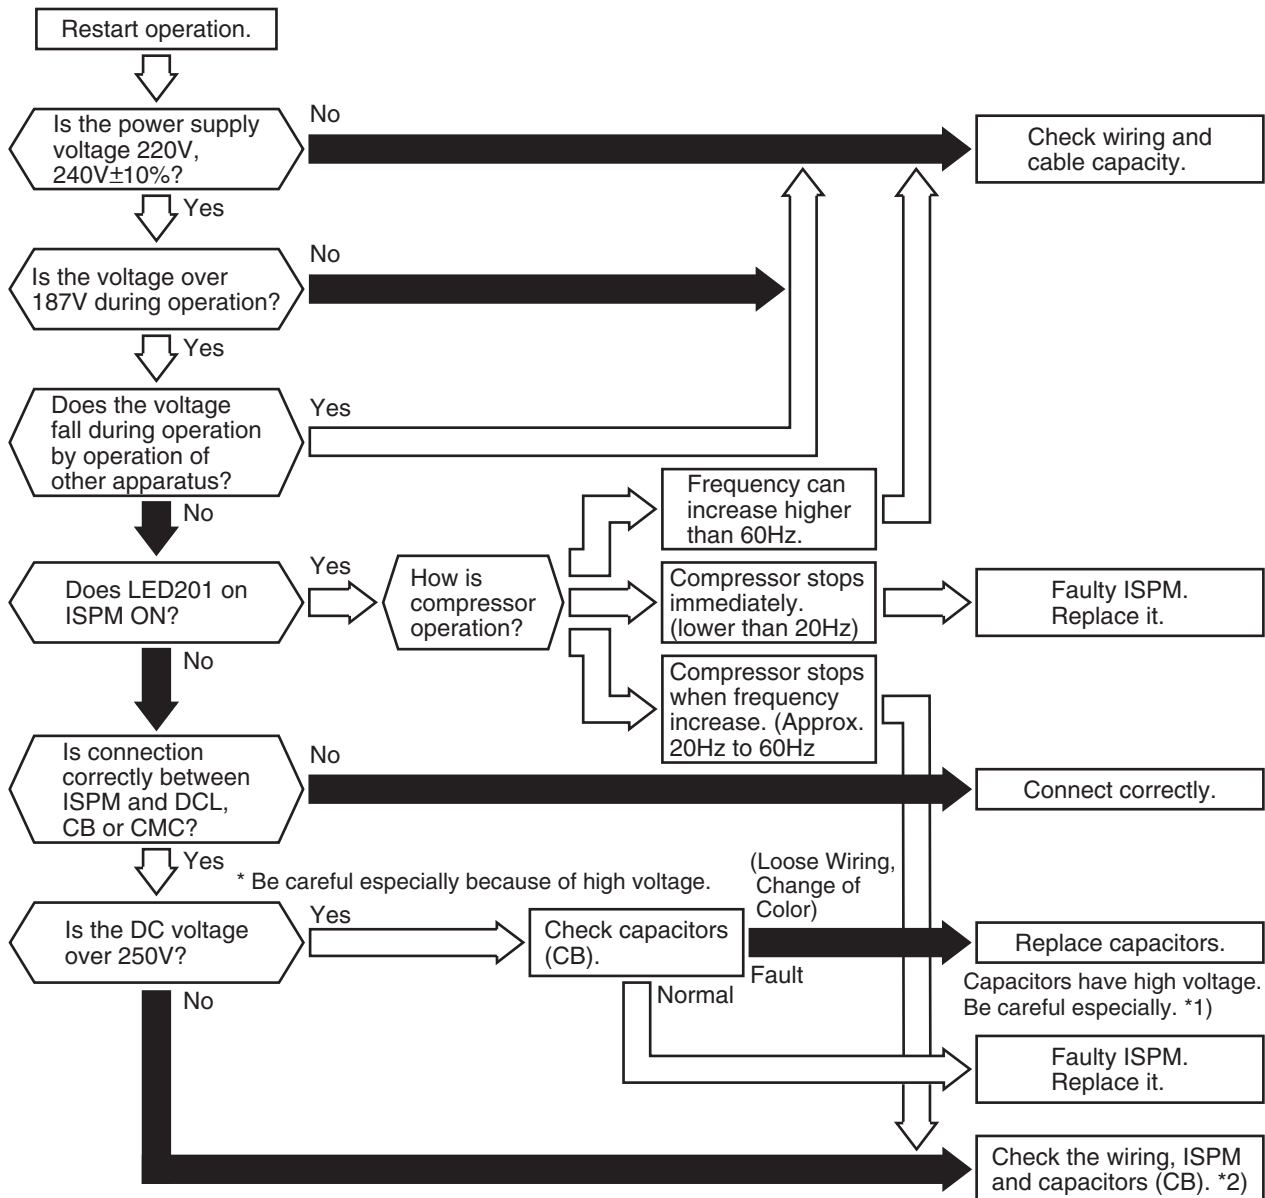 Restart operation.
No
Is the power supply
voltage 220V,
240V±10%?
Check wiring and
cable capacity.
Yes
No
Is the voltage over
187V during operation?
Yes
Does the voltage
fall during operation
by operation of
other apparatus?
Yes
No
Frequency can
increase higher
than 60Hz.
Does LED201 on
ISPM ON?
Yes
How is
compressor
operation?
Compressor stops
immediately.
(lower than 20Hz)
Faulty ISPM.
Replace it.
No
Compressor stops
when frequency
increase. (Approx.
20Hz to 60Hz
Is connection
correctly between
ISPM and DCL,
CB or CMC?
No
Connect correctly.
Yes
* Be careful especially because of high voltage.
(Loose Wiring,
Change of
Color)
Is the DC voltage
over 250V?
Yes
Check capacitors
(CB).
Fault
Replace capacitors.
Capacitors have high voltage.
Be careful especially. *1)
No
Normal
Faulty ISPM.
Replace it.
Check the wiring, ISPM
and capacitors (CB). *2)